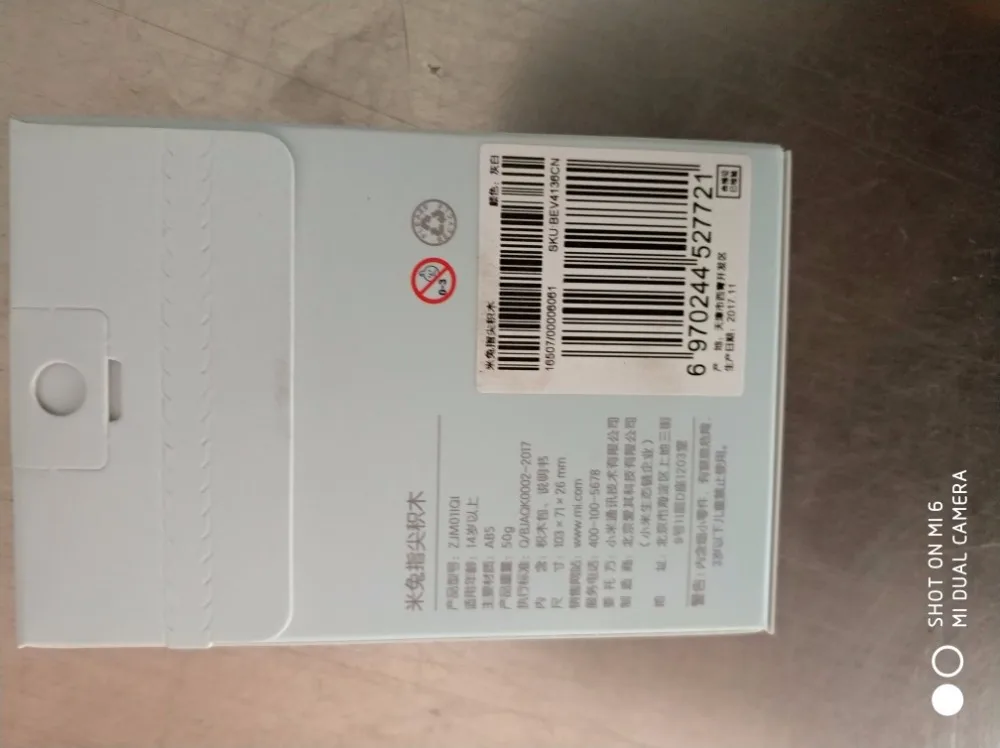 米兔指尖积木
产品型号：ZJM011QI
适用年龄：14岁以上
主要材质：ABS
产品重量：50g
执行标准：Q/BJAQK0002-2017
内 含：积木包、说明书
尺 寸：103×71×26 mm
销售网站：www.mi.com
服务电话：400-100-5678
委 托 方：小米通讯技术有限公司
制 造 商：北京爱其科技有限公司
（小米生态链企业）
地 址：北京市海淀区上地三街
9号D座1203室
警告：内含细小零件，有窒息危险，
3岁以下儿童禁止使用。
0-3
米兔指尖积木 颜色：灰白
16507/00006061 SKU:BEV4136CN
6 970244 527721
产 地：天津市西青开发区
生产日期：2017.11
SHOT ON MI 6
MI DUAL CAMERA